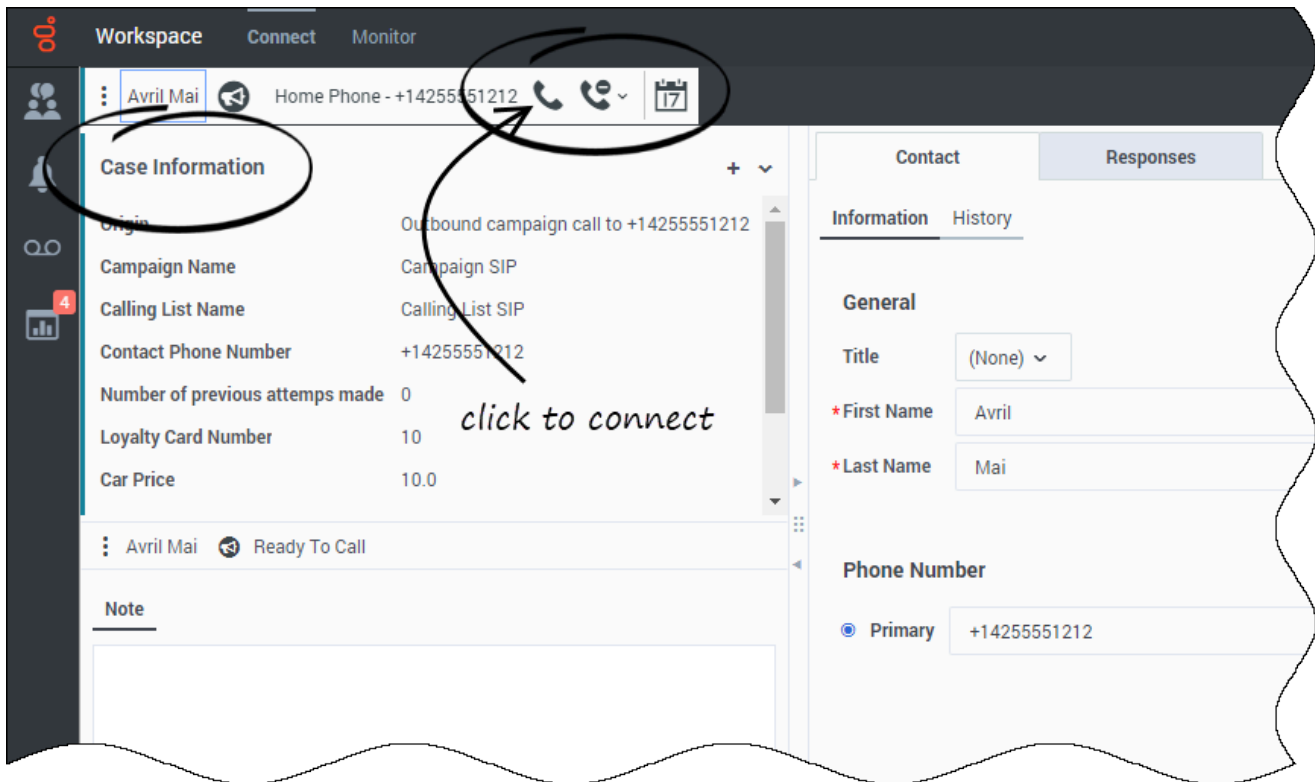 Workspace Connect Monitor
Avril Mai Home Phone - +14255551212 17
Case Information
Contact Responses
Origin Outbound campaign call to +14255551212
Information History
Campaign Name Campaign SIP
Calling List Name Calling List SIP
General
Contact Phone Number +14255551212
Title (None)
Number of previous attemps made 0
4
*First Name Avril
click to connect
Loyalty Card Number 10
*Last Name Mai
Car Price 10.0
Avril Mai Ready To Call
Phone Number
Note
Primary +14255551212